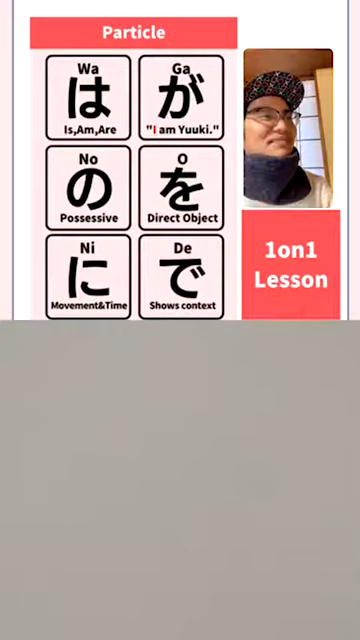 Particle
Wa
は
Is,Am,Are
Ga
が
"I am Yuuki."
No
の
Possessive
O
を
Direct Object
Ni
に
Movement&Time
De
で
Shows context
1on1
Lesson